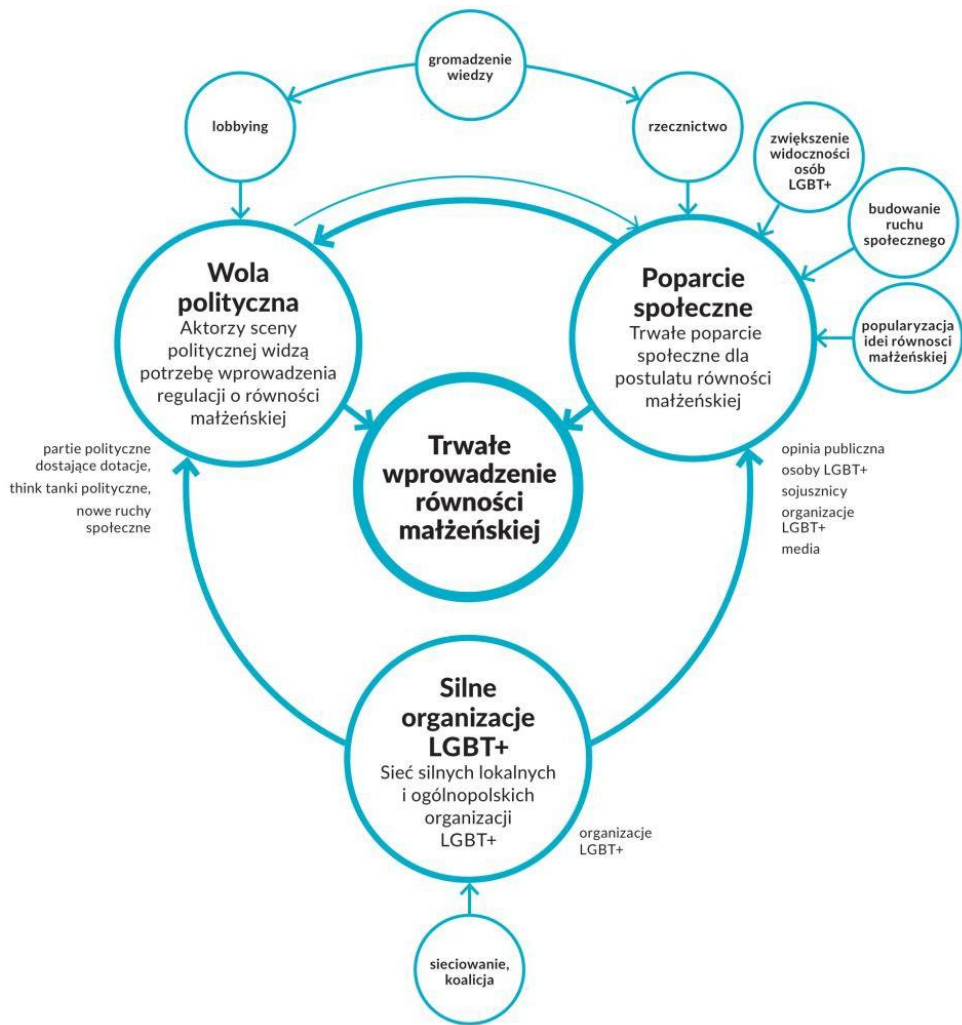 gromadzenie
wiedzy
lobbying
rzecznictwo
zwiększenie
widoczności
osób
LGBT+
budowanie
ruchu
społecznego
popularyzacja
idei równosci
małżeńskiej
Wola
polityczna
Aktorzy sceny
politycznej widzą
potrzebę wprowadzenia
regulacji o równości
małżeńskiej
Poparcie
społeczne
Trwałe poparcie
społeczne dla
postulatu równości
małżeńskiej
Trwałe
wprowadzenie
równości
małżeńskiej
partie polityczne
dostające dotacje,
think tanki polityczne,
nowe ruchy
społeczne
opinia publiczna
osoby LGBT+
sojusznicy
organizacje
LGBT+
media
Silne
organizacje
LGBT+
Sieć silnych lokalnych
i ogólnopolskich
organizacji
LGBT+
organizacje
LGBT+
sieciowanie,
koalicja